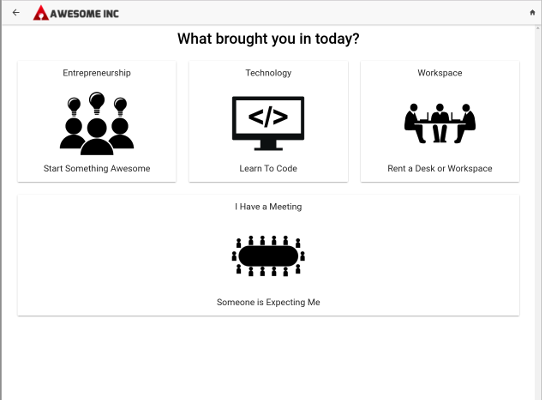 AWESOME INC
What brought you in today?
Entrepreneurship
Technology
Workspace
</>
Start Something Awesome
Learn To Code
Rent a Desk or Workspace
I Have a Meeting
Someone is Expecting Me